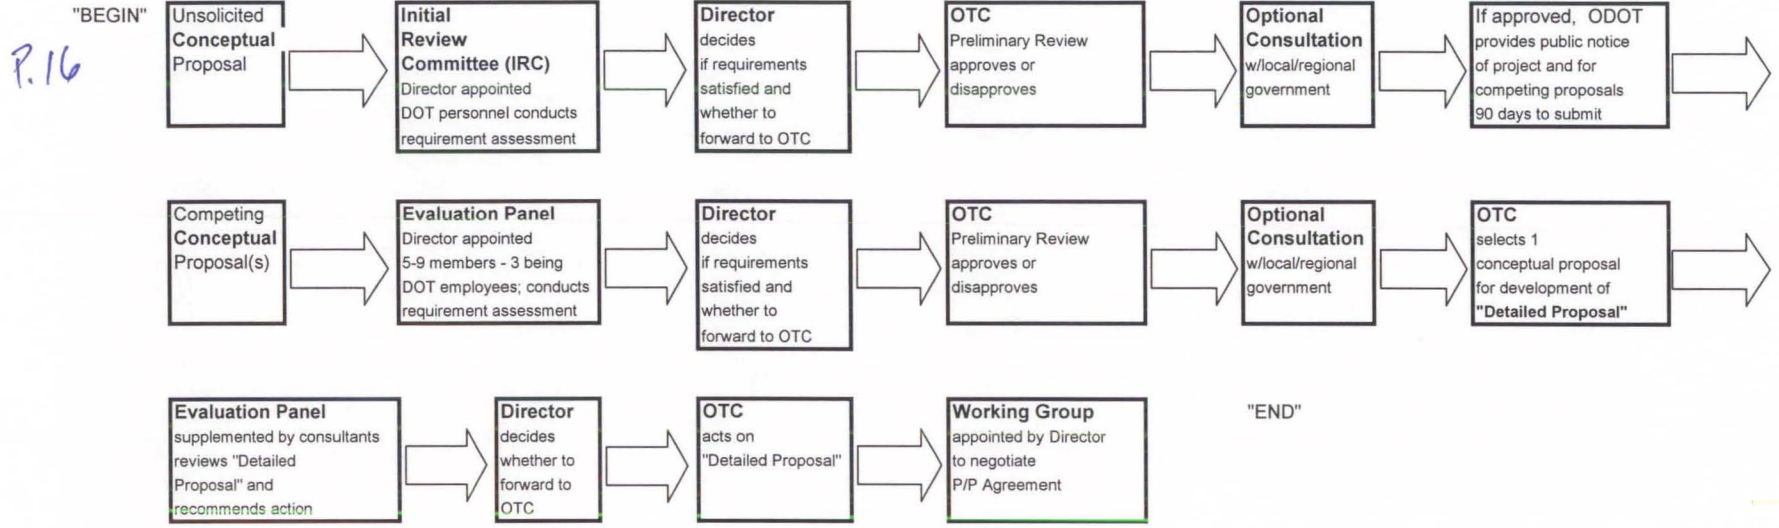 "BEGIN"
P.16
Unsolicited
Conceptual
Proposal
Initial
Review
Committee (IRC)
Director appointed
DOT personnel conducts
requirement assessment
Director
decides
if requirements
satisfied and
whether to
forward to OTC
OTC
Preliminary Review
approves or
disapproves
Optional
Consultation
w/local/regional
government
If approved, ODOT
provides public notice
of project and for
competing proposals
90 days to submit
Competing
Conceptual
Proposal(s)
Evaluation Panel
Director appointed
5-9 members - 3 being
DOT employees; conducts
requirement assessment
Director
decides
if requirements
satisfied and
whether to
forward to OTC
OTC
Preliminary Review
approves or
disapproves
Optional
Consultation
w/local/regional
government
OTC
selects 1
conceptual proposal
for development of
"Detailed Proposal"
Evaluation Panel
supplemented by consultants
reviews "Detailed
Proposal" and
recommends action
Director
decides
whether to
forward to
OTC
OTC
acts on
"Detailed Proposal"
Working Group
appointed by Director
to negotiate
P/P Agreement
"END"